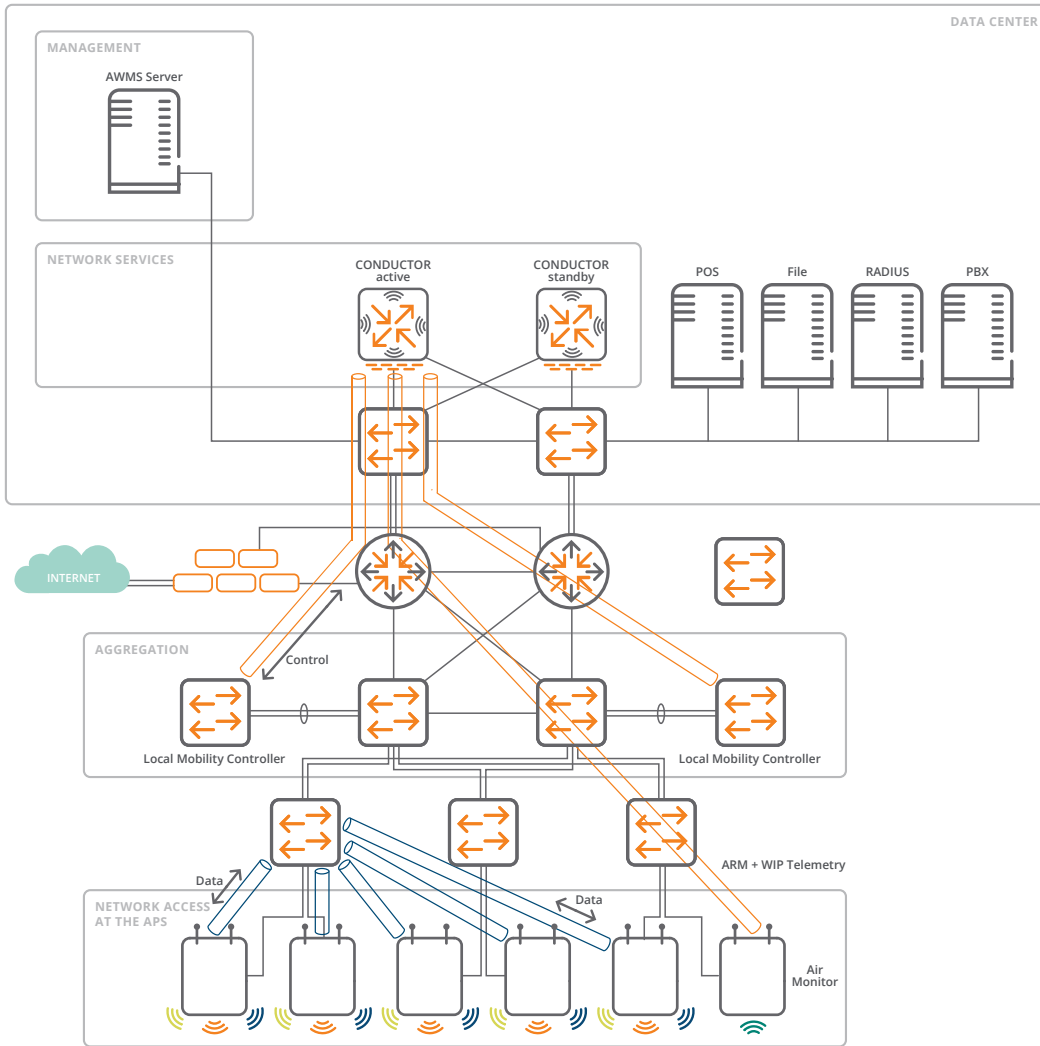 DATA CENTER
MANAGEMENT
AWMS Server
NETWORK SERVICES
CONDUCTOR
active
CONDUCTOR
standby
POS
File
RADIUS
PBX
INTERNET
AGGREGATION
Control
Local Mobility Controller
Local Mobility Controller
ARM + WIP Telemetry
Data
Data
NETWORK ACCESS
AT THE APS
Air
Monitor